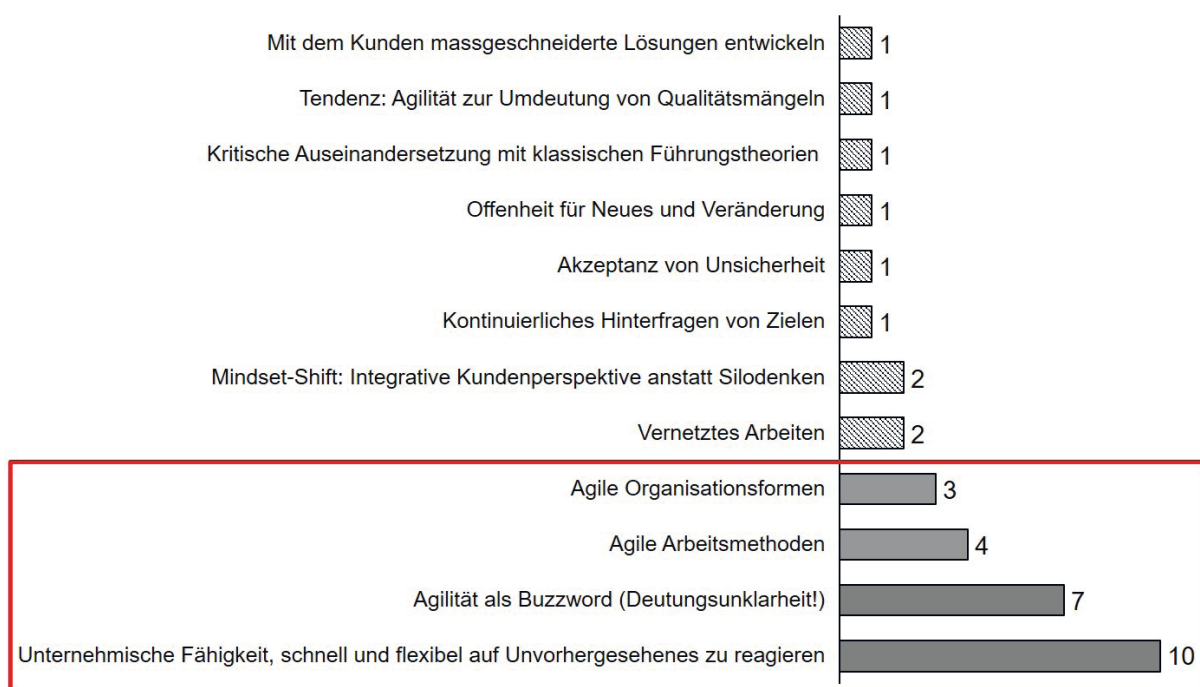 Mit dem Kunden massgeschneiderte Lösungen entwickeln 1
Tendenz: Agilität zur Umdeutung von Qualitätsmängeln 1
Kritische Auseinandersetzung mit klassischen Führungstheorien 1
Offenheit für Neues und Veränderung 1
Akzeptanz von Unsicherheit 1
Kontinuierliches Hinterfragen von Zielen 1
Mindset-Shift: Integrative Kundenperspektive anstatt Silodenken 2
Vernetztes Arbeiten 2
Agile Organisationsformen 3
Agile Arbeitsmethoden 4
Agilität als Buzzword (Deutungsunklarheit!) 7
Unternehmische Fähigkeit, schnell und flexibel auf Unvorhergesehenes zu reagieren 10